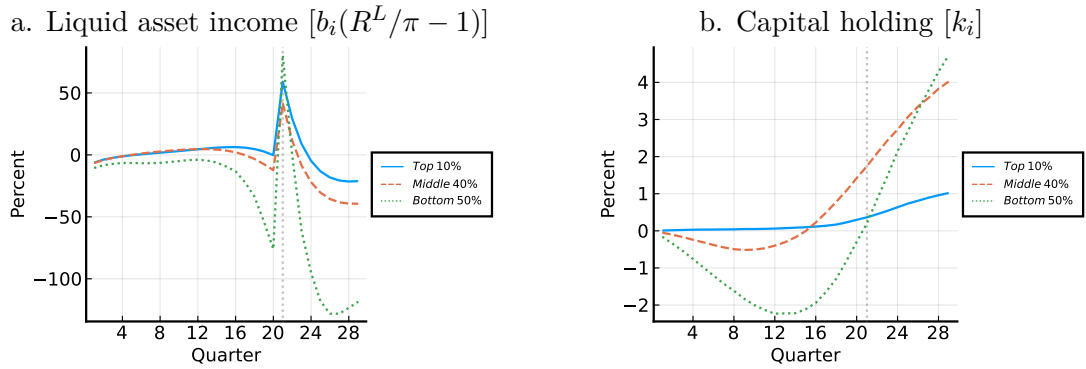 a. Liquid asset income [b_i(R^L/π − 1)]
Percent
50
0
−50
−100
4 8 12 16 20 24 28
Quarter
Top 10%
Middle 40%
Bottom 50%
b. Capital holding [k_i]
Percent
4
3
2
1
0
−1
−2
4 8 12 16 20 24 28
Quarter
Top 10%
Middle 40%
Bottom 50%